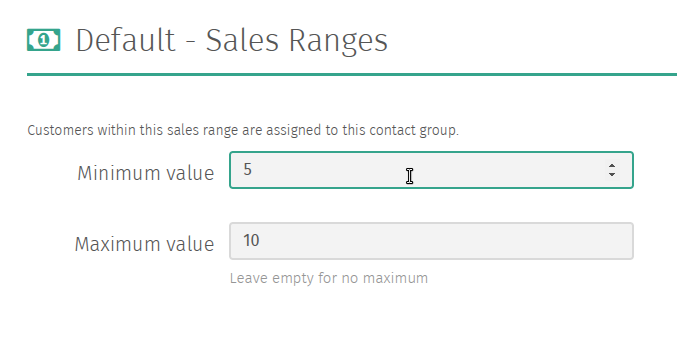 Default - Sales Ranges
Customers within this sales range are assigned to this contact group.
Minimum value
5
Maximum value
10
Leave empty for no maximum